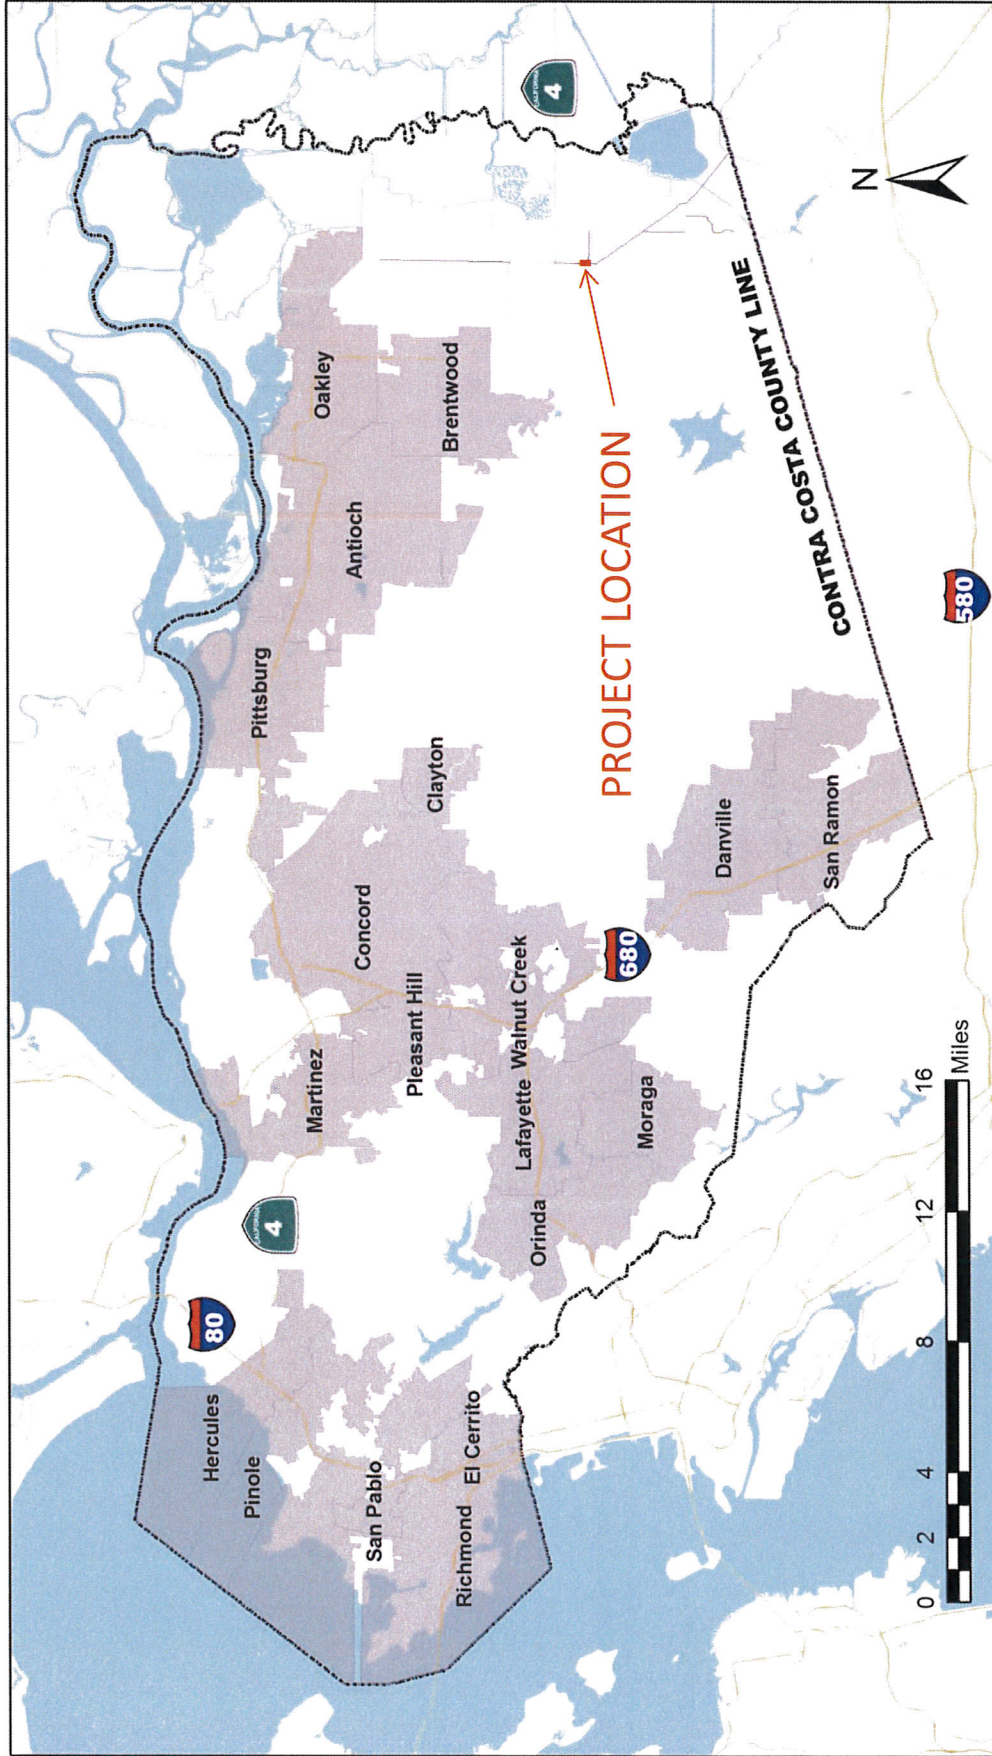 CALIFORNIA
4
Oakley
Brentwood
Antioch
Pittsburg
Clayton
Concord
Pleasant Hill
Martinez
Walnut Creek
Lafayette
Orinda
Moraga
Danville
San Ramon
680
CALIFORNIA
4
80
Hercules
Pinole
San Pablo
El Cerrito
Richmond
PROJECT LOCATION
CONTRA COSTA COUNTY LINE
580
N
0 2 4 8 12 16
Miles